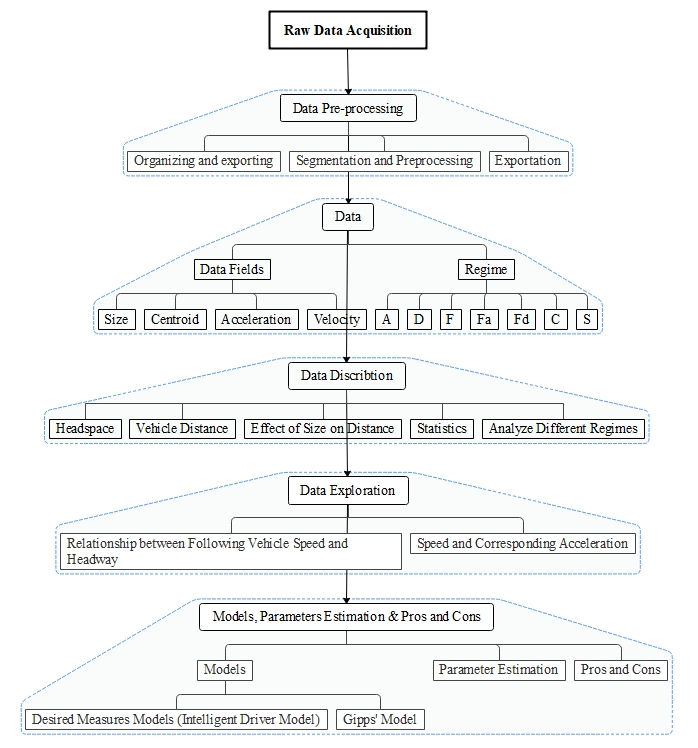 Raw Data Acquisition
Data Pre-processing
Organizing and exporting
Segmentation and Preprocessing
Exportation
Data
Data Fields
Regime
Size
Centroid
Acceleration
Velocity
A
D
F
Fa
Fd
C
S
Data Discribtion
Headspace
Vehicle Distance
Effect of Size on Distance
Statistics
Analyze Different Regimes
Data Exploration
Relationship between Following Vehicle Speed and
Headway
Speed and Corresponding Acceleration
Models, Parameters Estimation & Pros and Cons
Models
Parameter Estimation
Pros and Cons
Desired Measures Models (Intelligent Driver Model)
Gipps' Model